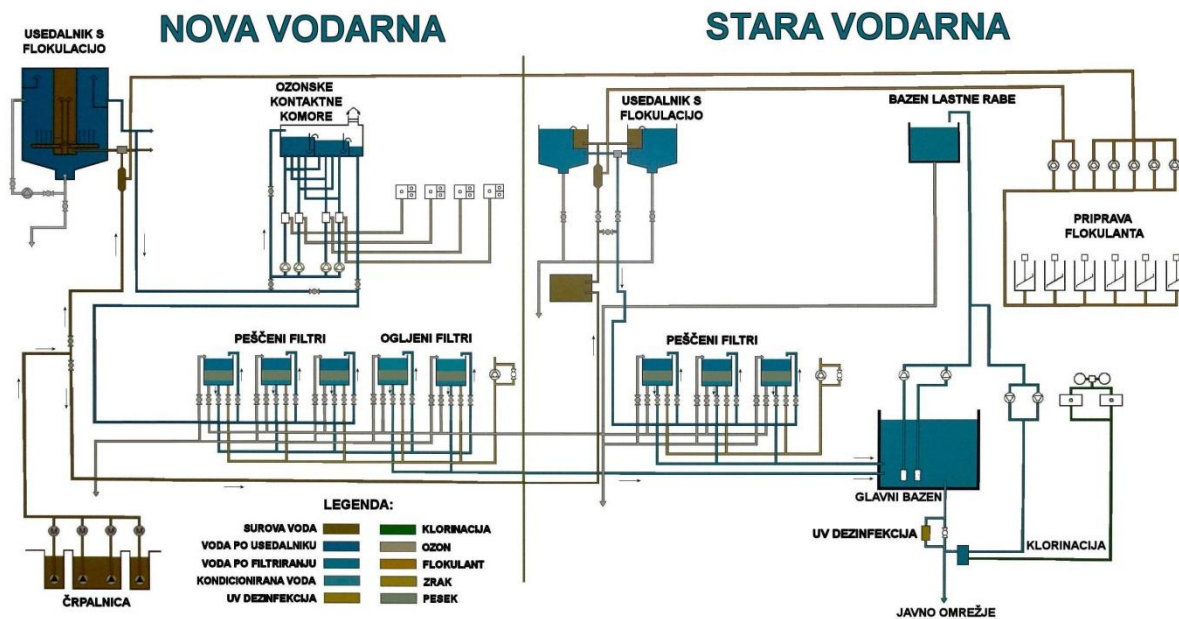 NOVA VODARNA
STARA VODARNA
USEDALNIK S
FLOKULACIJO
OZONSKE
KONTAKTNE
KOMORE
USEDALNIK S
FLOKULACIJO
BAZEN LASTNE RABE
PRIPRAVA
FLOKULANTA
PEŠČENI FILTRI
OGLJENI FILTRI
PEŠČENI FILTRI
GLAVNI BAZEN
UV DEZINFEKCIJA
KLORINACIJA
JAVNO OMREŽJE
ČRPALNICA
LEGENDA:
SUROVA VODA
VODA PO USEDALNIKU
VODA PO FILTRIRANJU
KONDICIONIRANA VODA
UV DEZINFEKCIJA
KLORINACIJA
OZON
FLOKULANT
ZRAK
PESEK